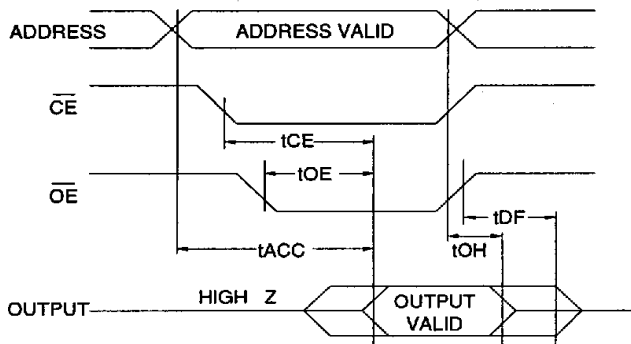 ADDRESS
ADDRESS VALID
CE
tCE
tOE
OE
tDF
tACC
tOH
HIGH Z
OUTPUT
OUTPUT
VALID